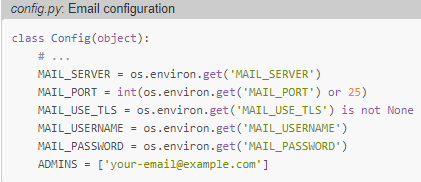 config.py: Email configuration
class Config(object):
    # ...
    MAIL_SERVER = os.environ.get('MAIL_SERVER')
    MAIL_PORT = int(os.environ.get('MAIL_PORT') or 25)
    MAIL_USE_TLS = os.environ.get('MAIL_USE_TLS') is not None
    MAIL_USERNAME = os.environ.get('MAIL_USERNAME')
    MAIL_PASSWORD = os.environ.get('MAIL_PASSWORD')
    ADMINS = ['your-email@example.com']